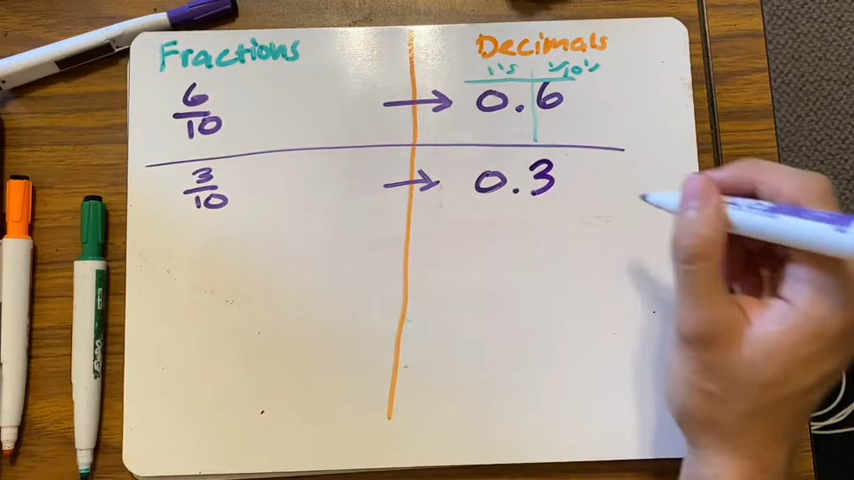 Fractions Decimals
1's 1/10's
6/10 → 0.6
3/10 → 0.3